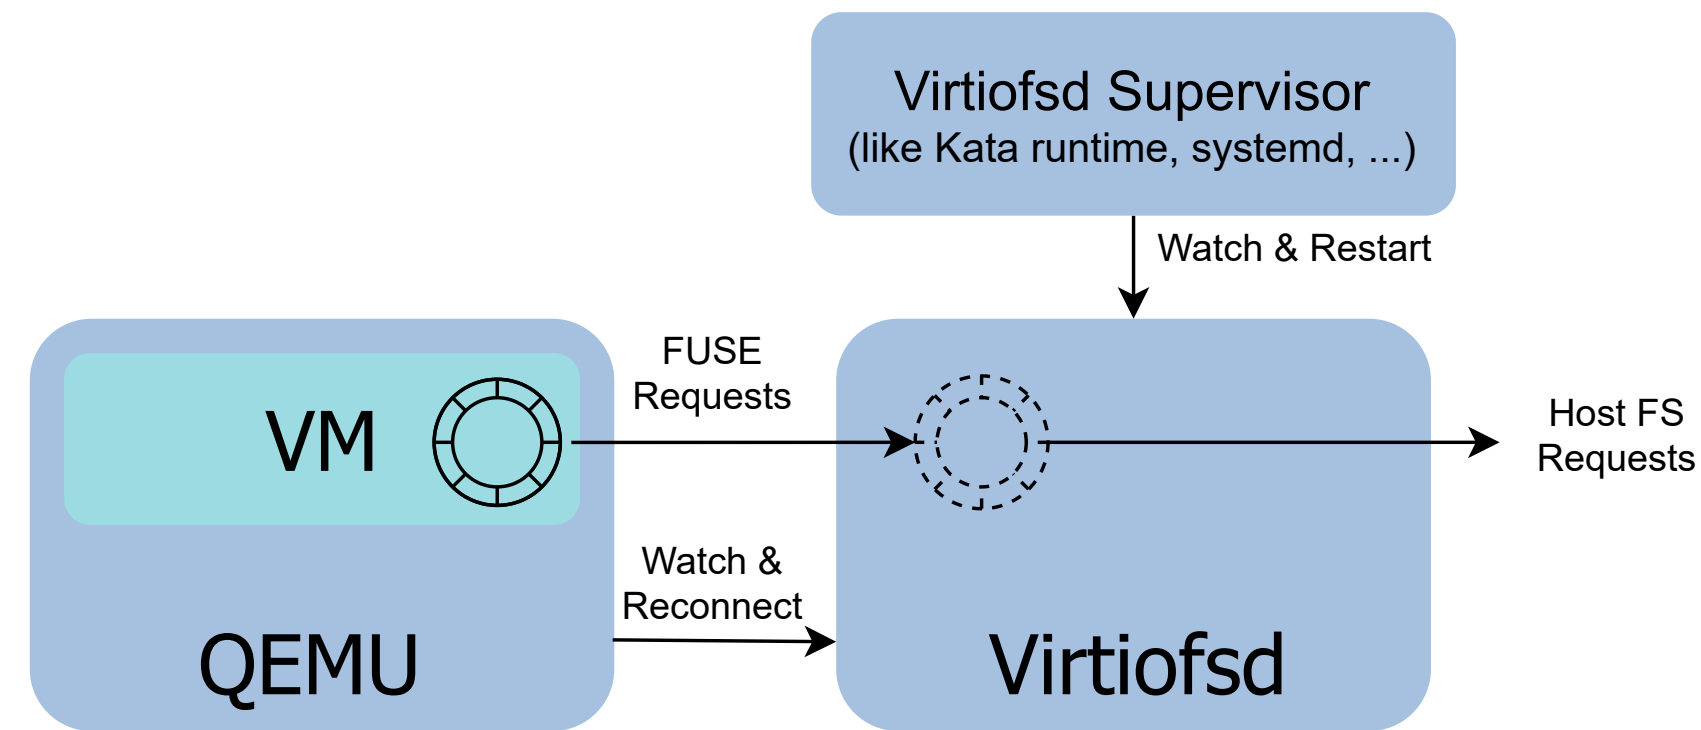 Virtiofsd Supervisor
(like Kata runtime, systemd, ...)
Watch & Restart
FUSE
Requests
VM
Host FS
Requests
Watch &
Reconnect
QEMU
Virtiofsd